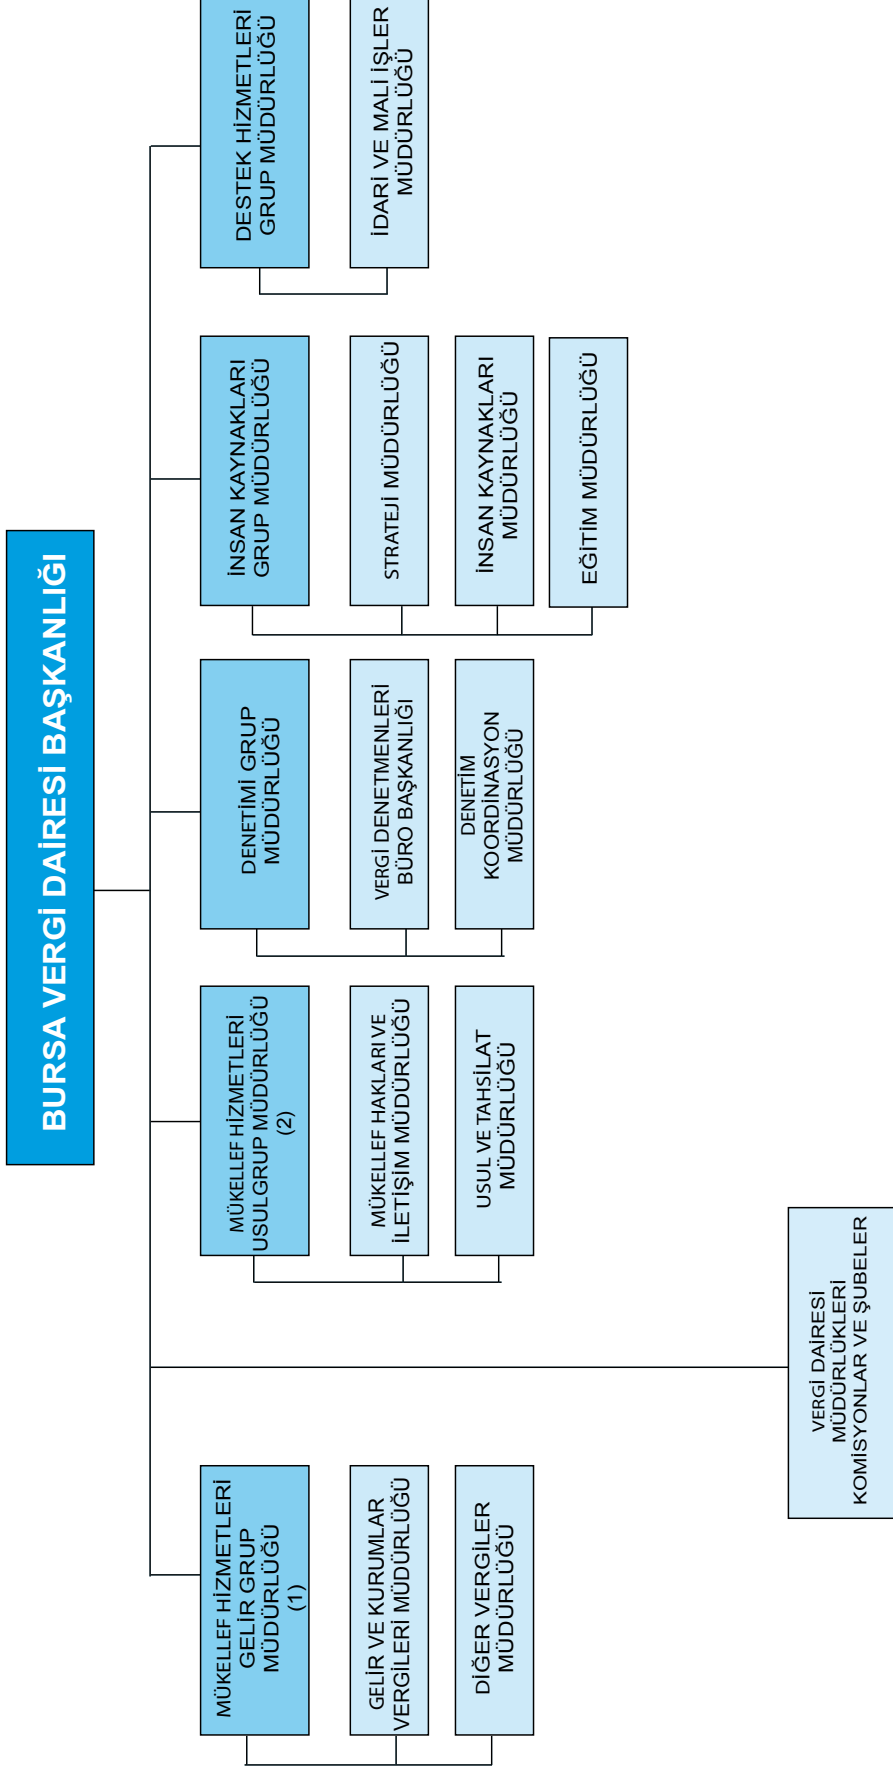 BURSA VERGİ DAİRESİ BAŞKANLIĞI
MÜKELLEF HİZMETLERİ
GELİR GRUP
MÜDÜRLÜĞÜ
(1)
GELİR VE KURUMLAR
VERGİLERİ MÜDÜRLÜĞÜ
DİĞER VERGİLER
MÜDÜRLÜĞÜ
VERGİ DAİRESİ
MÜDÜRLÜKLERİ
KOMİSYONLAR VE ŞUBELER
MÜKELLEF HİZMETLERİ
USULGRUP MÜDÜRLÜĞÜ
(2)
MÜKELLEF HAKLARI VE
İLETİŞİM MÜDÜRLÜĞÜ
USUL VE TAHSİLAT
MÜDÜRLÜĞÜ
DENETİMİ GRUP
MÜDÜRLÜĞÜ
VERGİ DENETMENLERİ
BÜRO BAŞKANLIĞI
DENETİM
KOORDİNASYON
MÜDÜRLÜĞÜ
İNSAN KAYNAKLARI
GRUP MÜDÜRLÜĞÜ
STRATEJİ MÜDÜRLÜĞÜ
İNSAN KAYNAKLARI
MÜDÜRLÜĞÜ
EĞİTİM MÜDÜRLÜĞÜ
DESTEK HİZMETLERİ
GRUP MÜDÜRLÜĞÜ
İDARİ VE MALİ İŞLER
MÜDÜRLÜĞÜ